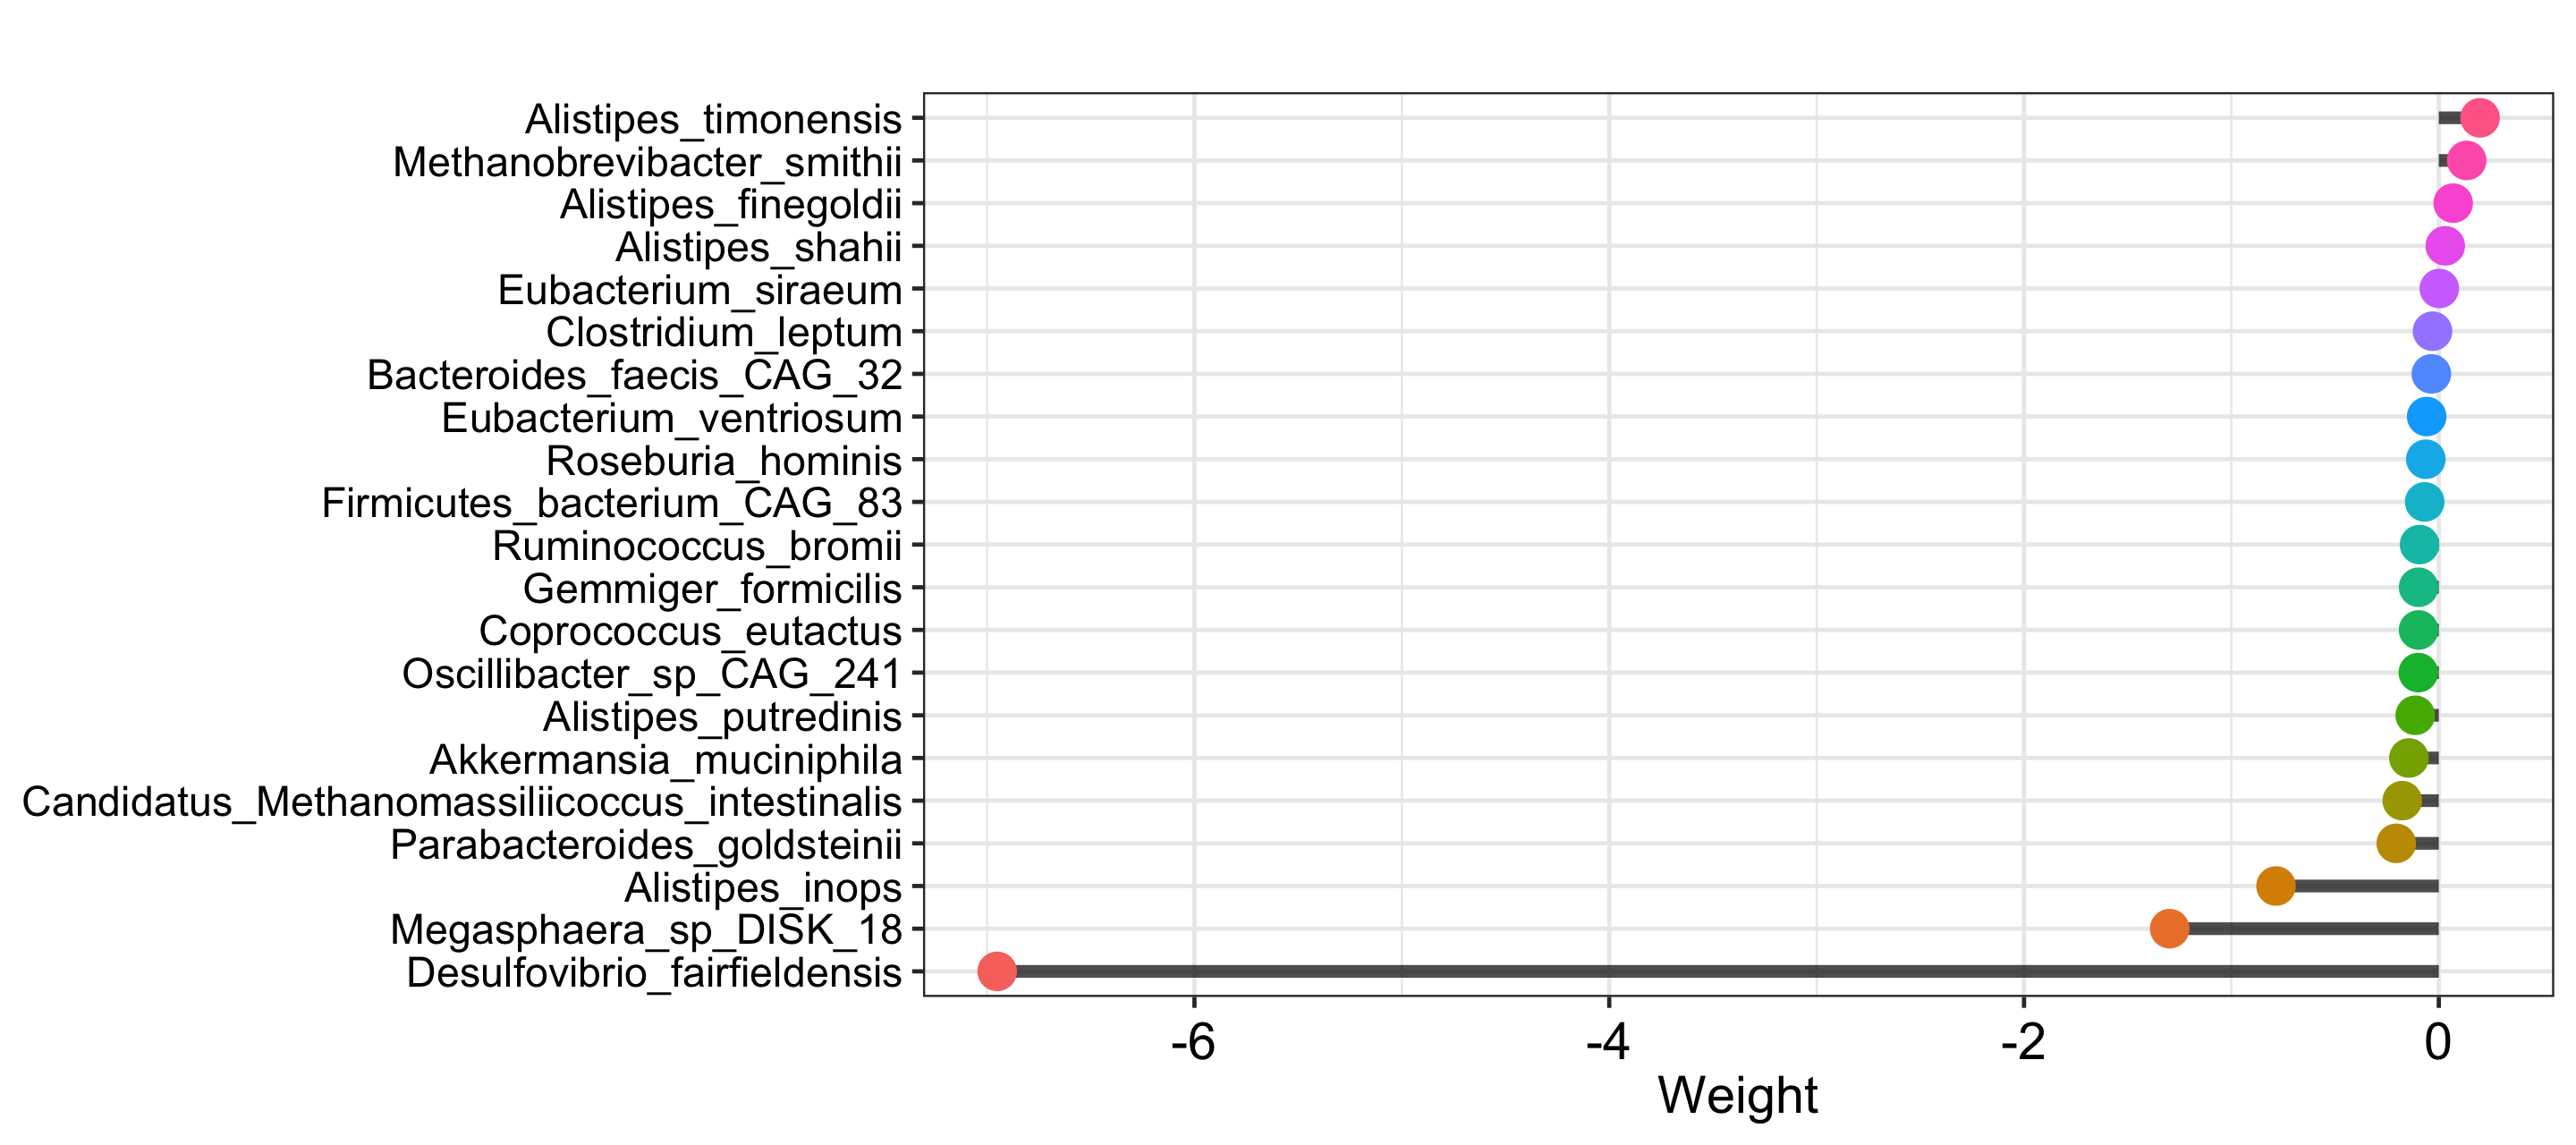 Alistipes_timonensis
Methanobrevibacter_smithii
Alistipes_finegoldii
Alistipes_shahii
Eubacterium_siraeum
Clostridium_leptum
Bacteroides_faecis_CAG_32
Eubacterium_ventriosum
Roseburia_hominis
Firmicutes_bacterium_CAG_83
Ruminococcus_bromii
Gemmiger_formicilis
Coprococcus_eutactus
Oscillibacter_sp_CAG_241
Alistipes_putredinis
Akkermansia_muciniphila
Candidatus_Methanomassiliicoccus_intestinalis
Parabacteroides_goldsteinii
Alistipes_inops
Megasphaera_sp_DISK_18
Desulfovibrio_fairfieldensis
-6 -4 -2 0
Weight